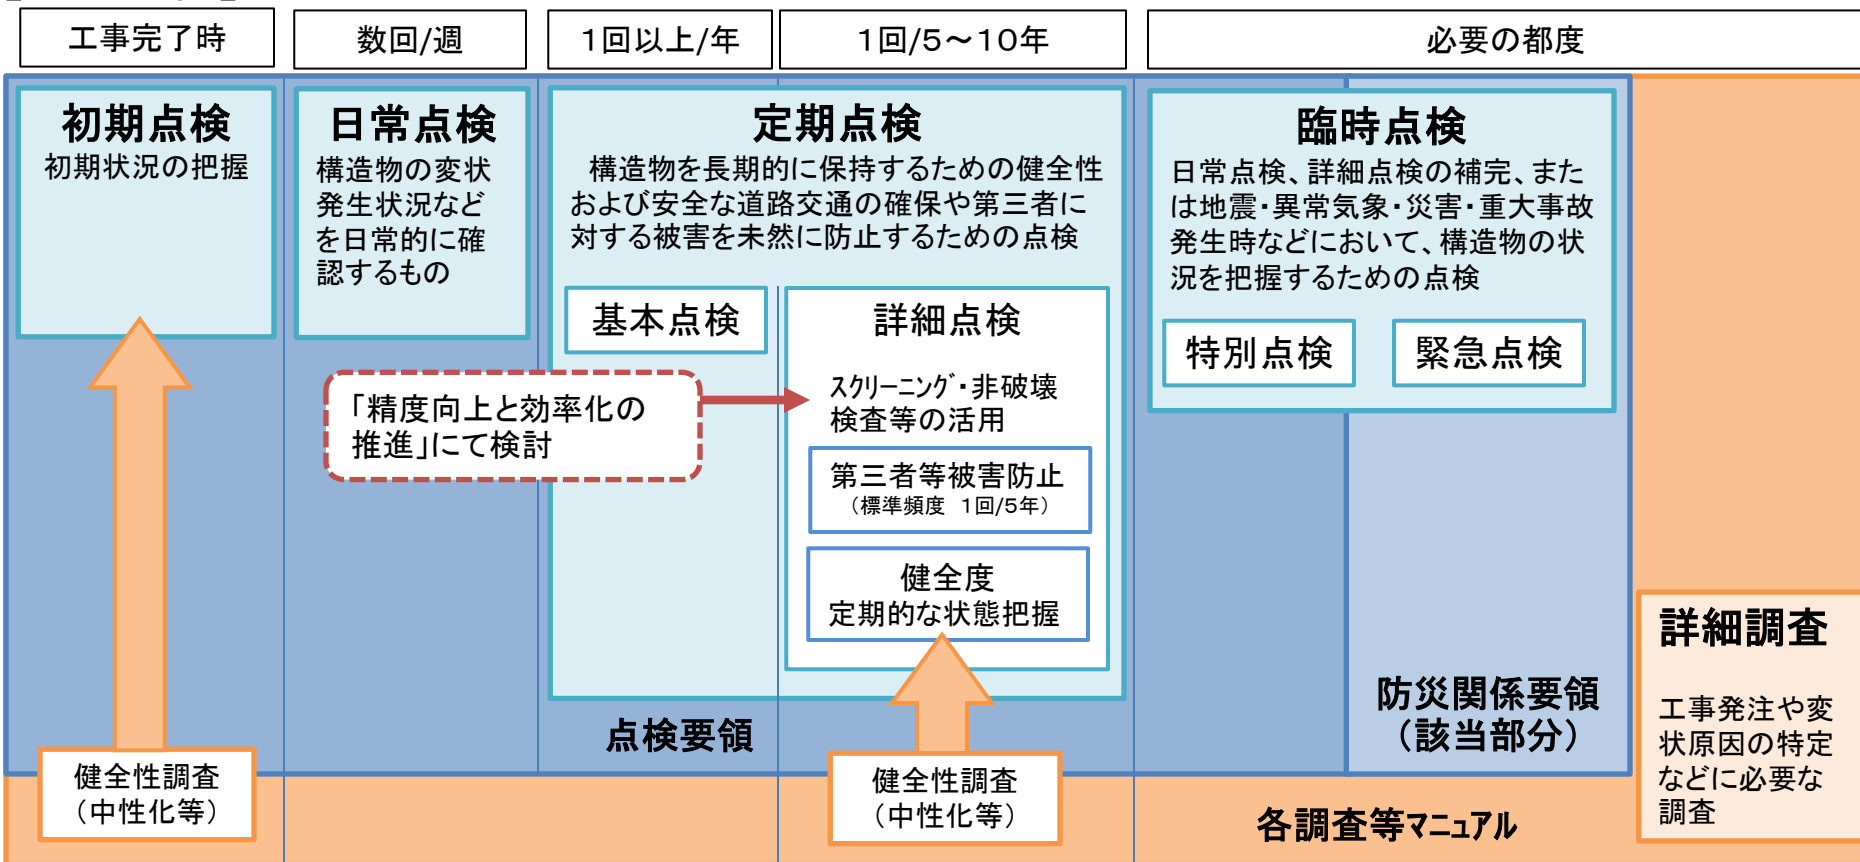 工事完了時
数回/週
1回以上/年
1回/5～10年
必要の都度
初期点検
初期状況の把握
日常点検
構造物の変状
発生状況など
を日常的に確
認するもの
定期点検
構造物を長期的に保持するための健全性
および安全な道路交通の確保や第三者に
対する被害を未然に防止するための点検
基本点検
詳細点検
ｽｸﾘｰﾆﾝｸﾞ・非破壊
検査等の活用
第三者等被害防止
（標準頻度　1回/5年）
健全度
定期的な状態把握
「精度向上と効率化の
推進」にて検討
臨時点検
日常点検、詳細点検の補完、また
は地震・異常気象・災害・重大事故
発生時などにおいて、構造物の状
況を把握するための点検
特別点検
緊急点検
点検要領
防災関係要領
（該当部分）
詳細調査
工事発注や変
状原因の特定
などに必要な
調査
健全性調査
（中性化等）
健全性調査
（中性化等）
各調査等ﾏﾆｭｱﾙ